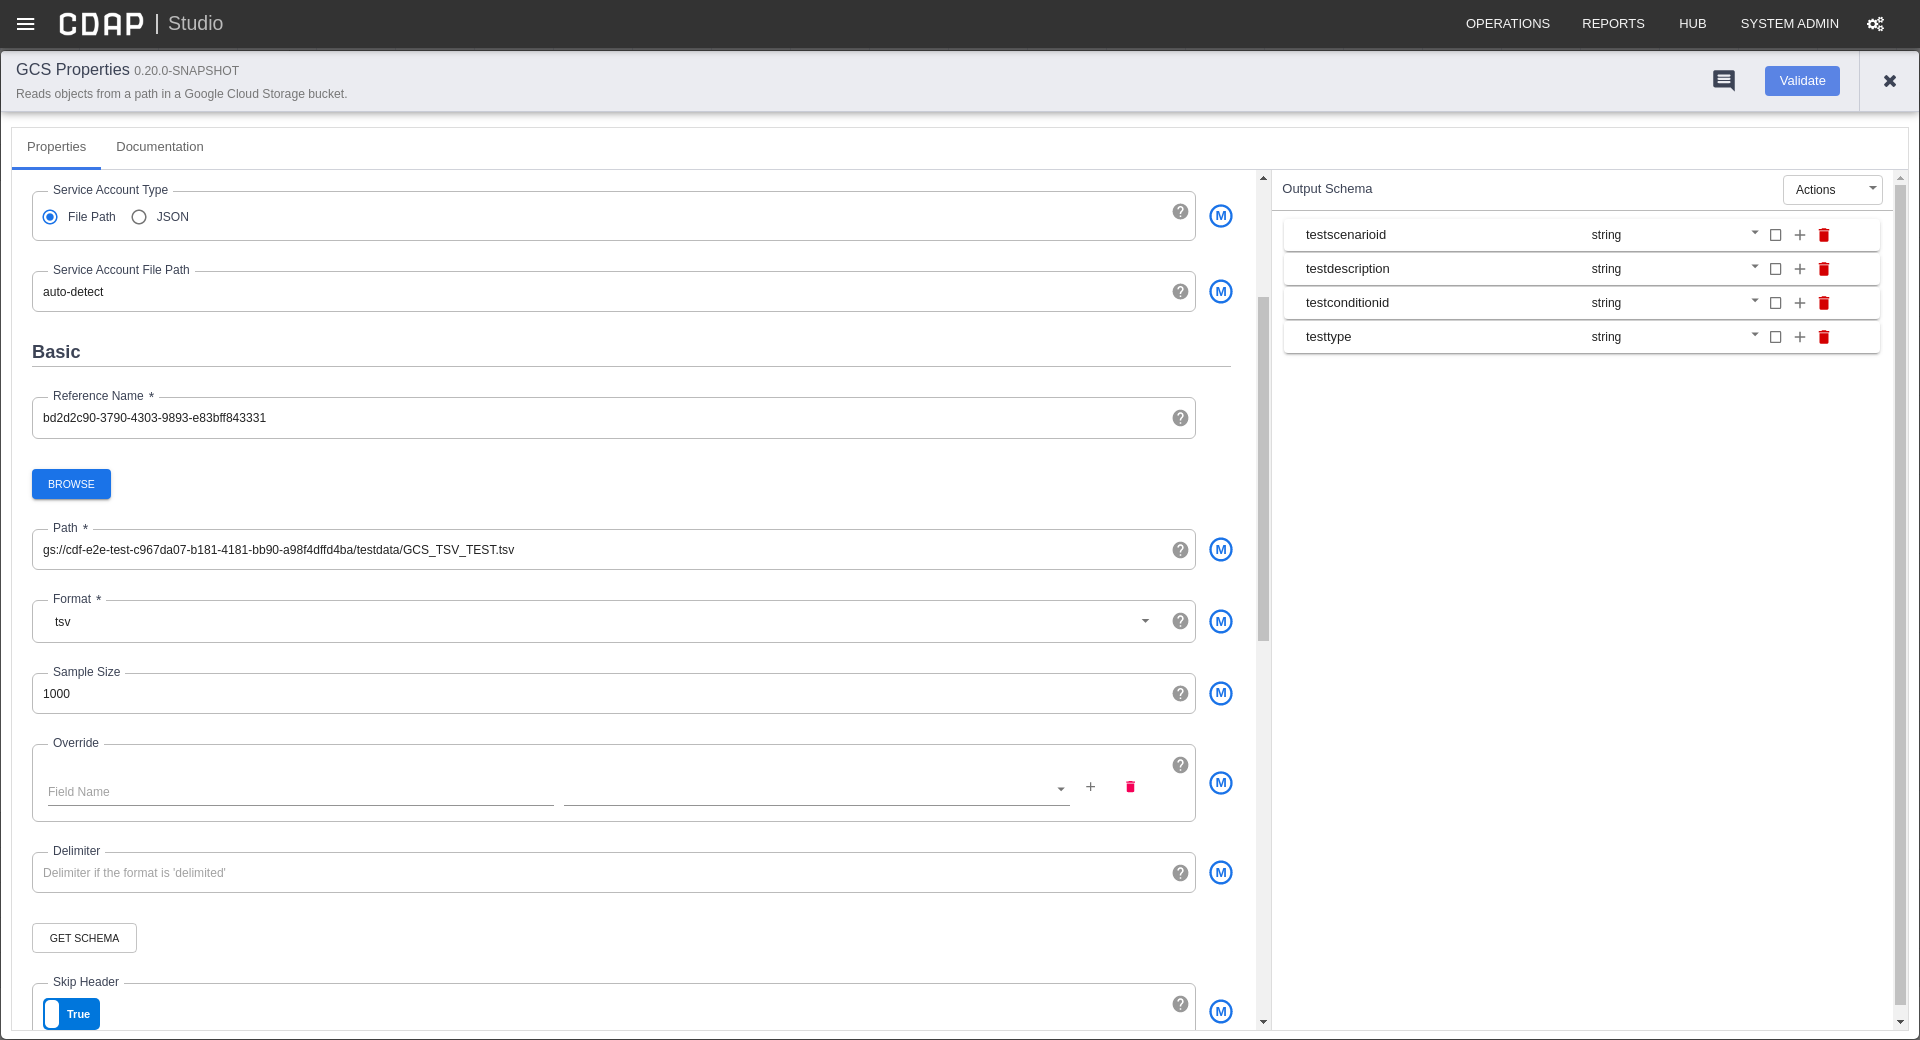 CDAP | Studio
OPERATIONS REPORTS HUB SYSTEM ADMIN
GCS Properties 0.20.0-SNAPSHOT
Reads objects from a path in a Google Cloud Storage bucket.
Validate
Properties Documentation
Service Account Type
File Path JSON
M
Service Account File Path
auto-detect
M
Basic
Reference Name *
bd2d2c90-3790-4303-9893-e83bff843331
BROWSE
Path *
gs://cdf-e2e-test-c967da07-b181-4181-bb90-a98f4dffd4ba/testdata/GCS_TSV_TEST.tsv
M
Format *
tsv
M
Sample Size
1000
M
Override
Field Name
M
Delimiter
Delimiter if the format is 'delimited'
M
GET SCHEMA
Skip Header
True
M
Output Schema
Actions
testscenarioid string
testdescription string
testconditionid string
testtype string